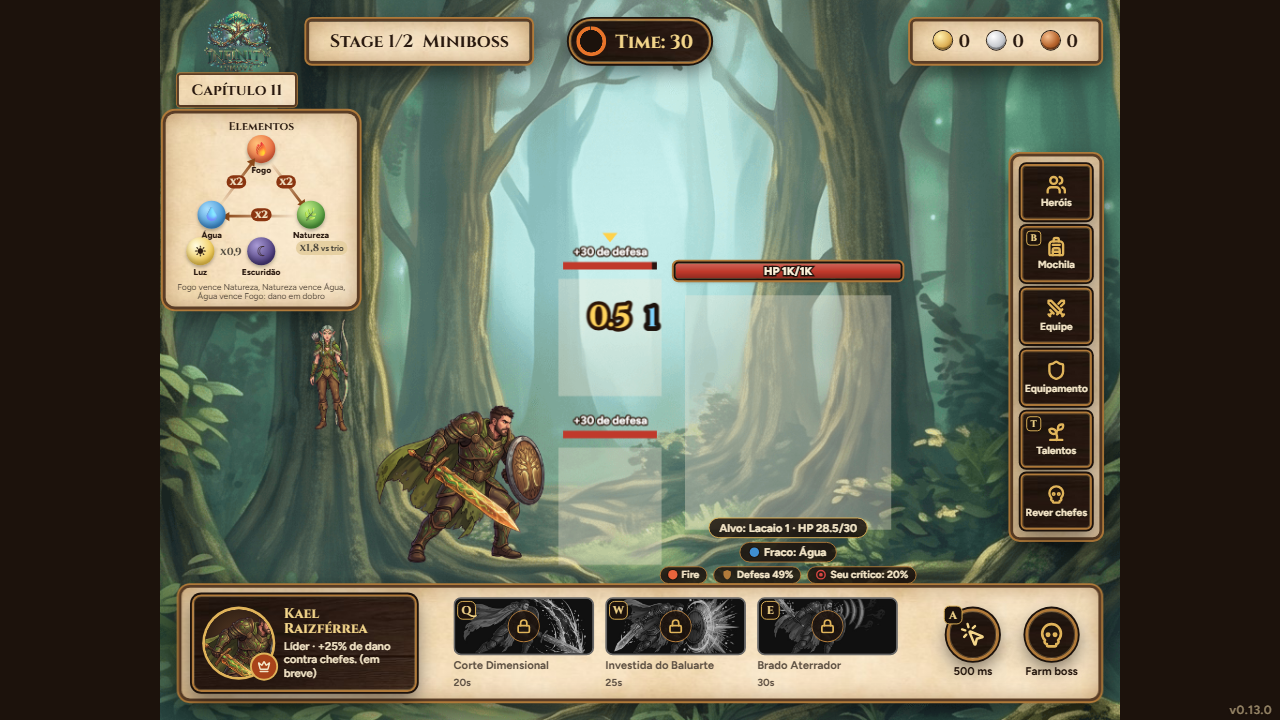 Stage 1/2 Miniboss
Time: 30
0 0 0
Capítulo II
Elementos
Fogo
x2 x2
x2
Água Natureza
x0,9 x1,8 vs trio
Luz Escuridão
Fogo vence Natureza, Natureza vence Água,
Água vence Fogo: dano em dobro
+30 de defesa
HP 1K/1K
0.5 1
+30 de defesa
Heróis
B
Mochila
Equipe
Equipamento
T
Talentos
Rever chefes
Alvo: Lacaio 1 · HP 28.5/30
Fraco: Água
Fire Defesa 49% Seu crítico: 20%
Kael
Raizférrea
Líder · +25% de dano
contra chefes. (em
breve)
Q
Corte Dimensional
20s
W
Investida do Baluarte
25s
E
Brado Aterrador
30s
A
500 ms
Farm boss
v0.13.0